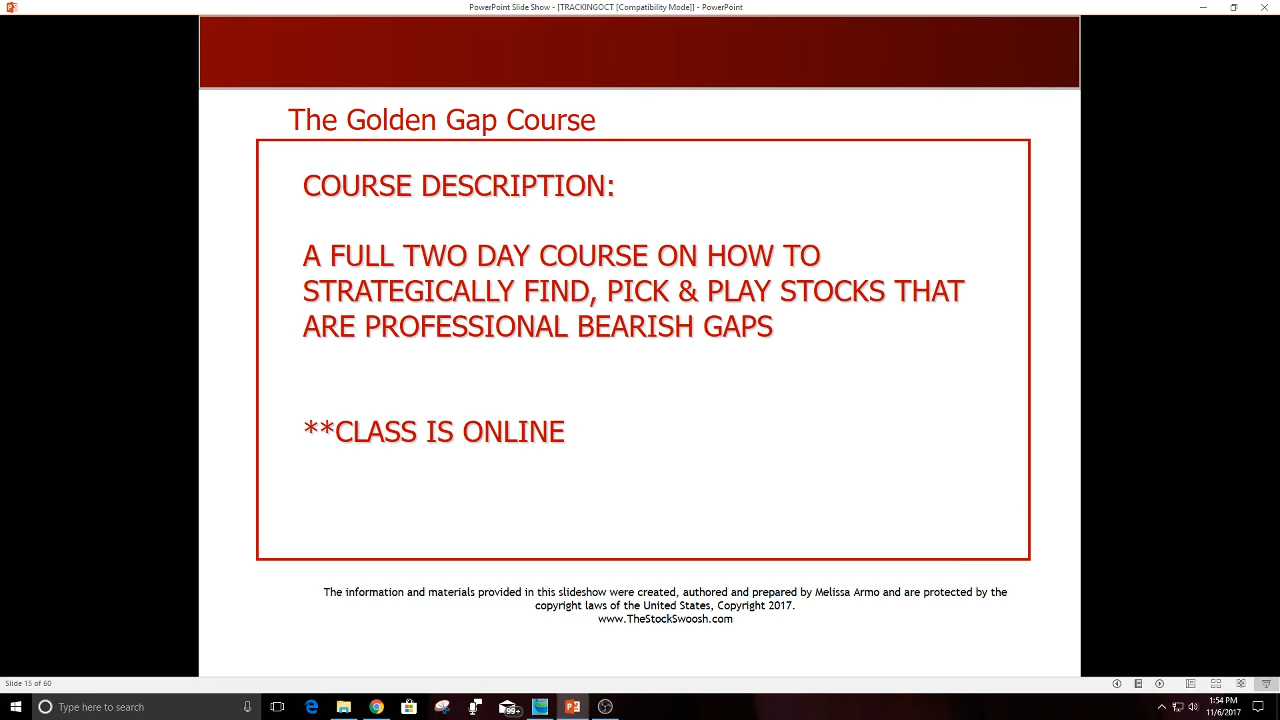 PowerPoint Slide Show - [TRACKINGOCT [Compatibility Mode]] - PowerPoint
The Golden Gap Course
COURSE DESCRIPTION:
A FULL TWO DAY COURSE ON HOW TO
STRATEGICALLY FIND, PICK & PLAY STOCKS THAT
ARE PROFESSIONAL BEARISH GAPS
**CLASS IS ONLINE
The information and materials provided in this slideshow were created, authored and prepared by Melissa Armo and are protected by the
copyright laws of the United States, Copyright 2017.
www.TheStockSwoosh.com
Slide 15 of 60
Type here to search
99+
1:54 PM
11/6/2017